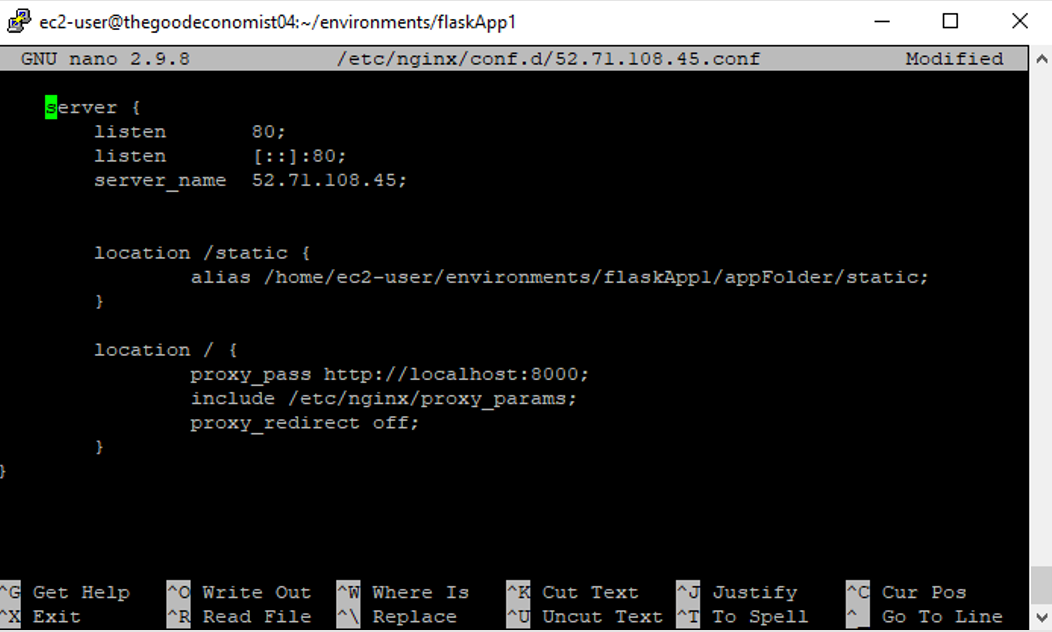 ec2-user@thegoodeconomist04:~/environments/flaskApp1
GNU nano 2.9.8 /etc/nginx/conf.d/52.71.108.45.conf Modified
server {
listen 80;
listen [::]:80;
server_name 52.71.108.45;
location /static {
alias /home/ec2-user/environments/flaskApp1/appFolder/static;
}
location / {
proxy_pass http://localhost:8000;
include /etc/nginx/proxy_params;
proxy_redirect off;
}
}
^G Get Help ^O Write Out ^W Where Is ^K Cut Text ^J Justify ^C Cur Pos
^X Exit ^R Read File ^\ Replace ^U Uncut Text ^T To Spell ^_ Go To Line